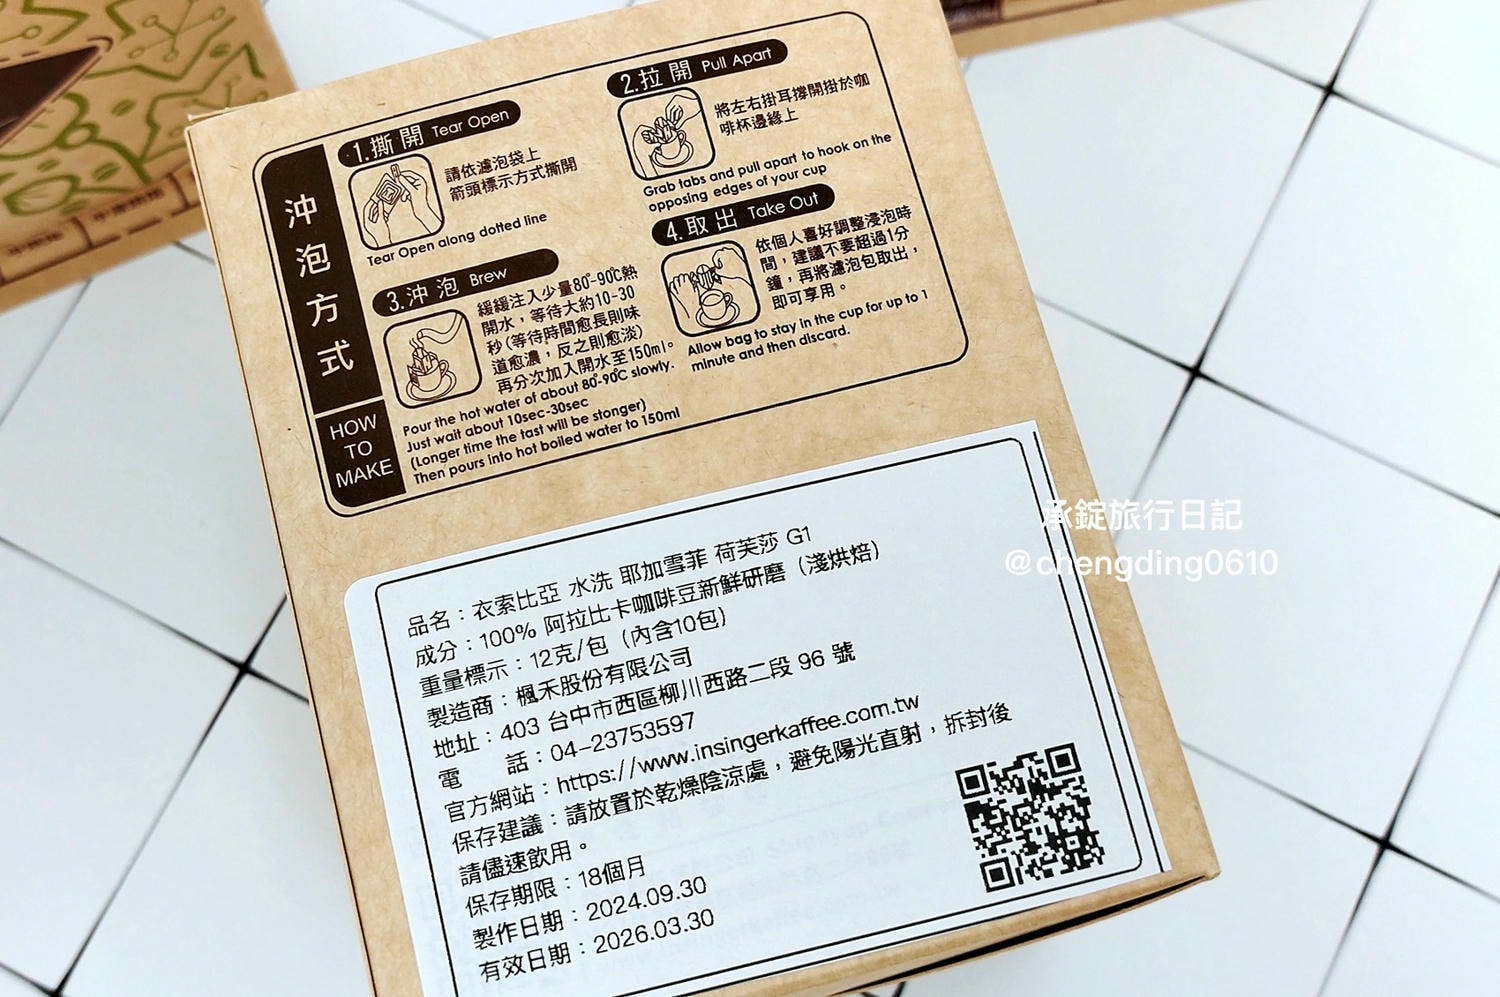 沖泡方式
HOW
TO
MAKE
1.撕開 Tear Open
請依濾泡袋上
箭頭標示方式撕開
Tear Open along dotted line
2.拉開 Pull Apart
將左右掛耳撐開掛於咖
啡杯邊緣上
Grab tabs and pull apart to hook on the
opposing edges of your cup
3.沖泡 Brew
緩緩注入少量80°-90℃熱
開水，等待大約10-30
秒(等待時間愈長則味
道愈濃，反之則愈淡)
再分次加入開水至150ml。
Pour the hot water of about 80°-90℃ slowly.
Just wait about 10sec-30sec
(Longer time the tast will be stonger)
Then pours into hot boiled water to 150ml
4.取出 Take Out
依個人喜好調整浸泡時
間，建議不要超過1分
鐘，再將濾泡包取出，
即可享用。
Allow bag to stay in the cup for up to 1
minute and then discard.
品名：衣索比亞 水洗 耶加雪菲 荷芙莎 G1
成分：100% 阿拉比卡咖啡豆新鮮研磨（淺烘焙）
重量標示：12克/包（內含10包）
製造商：楓禾股份有限公司
地址：403 台中市西區柳川西路二段 96 號
電　　話：04-23753597
官方網站：https://www.insingerkaffee.com.tw
保存建議：請放置於乾燥陰涼處，避免陽光直射，拆封後
請儘速飲用。
保存期限：18個月
製作日期：2024.09.30
有效日期：2026.03.30
承錠旅行日記
@chengding0610